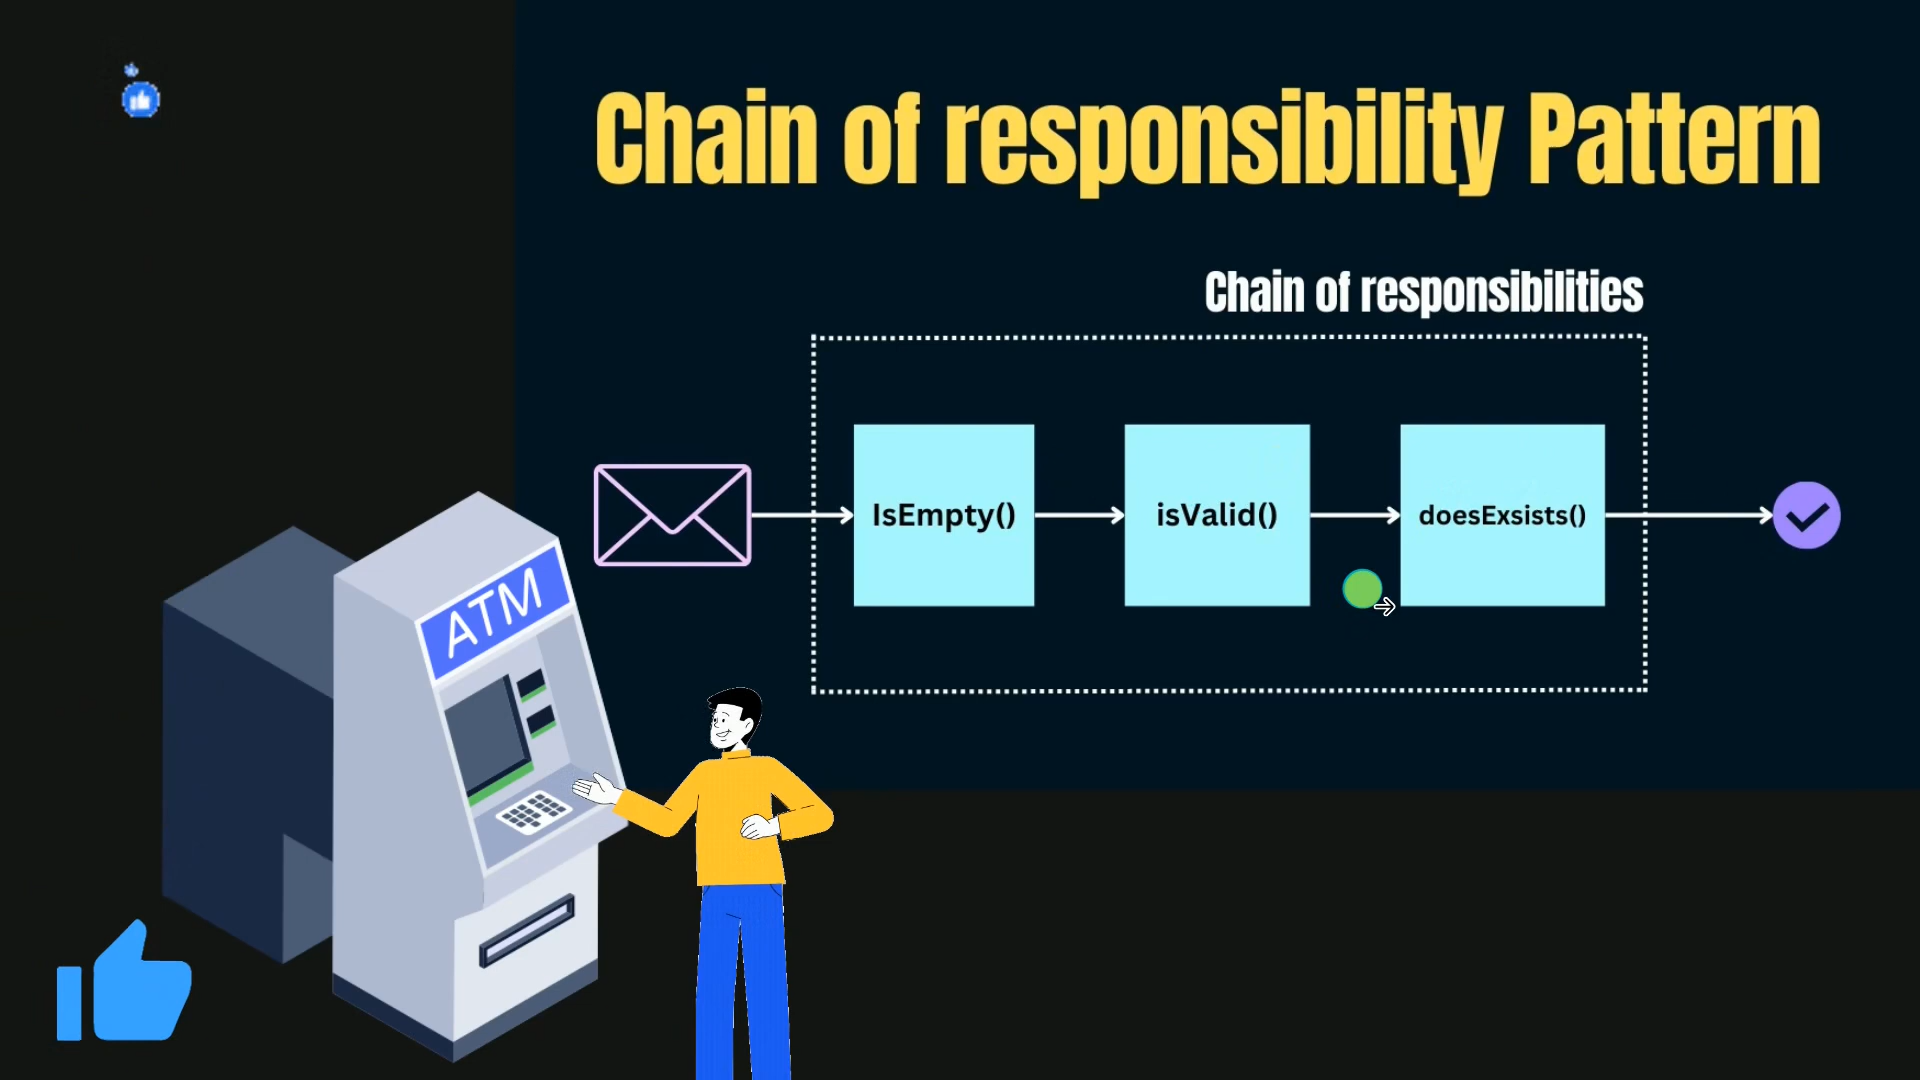 Chain of responsibility Pattern
Chain of responsibilities
IsEmpty()
isValid()
doesExsists()
ATM